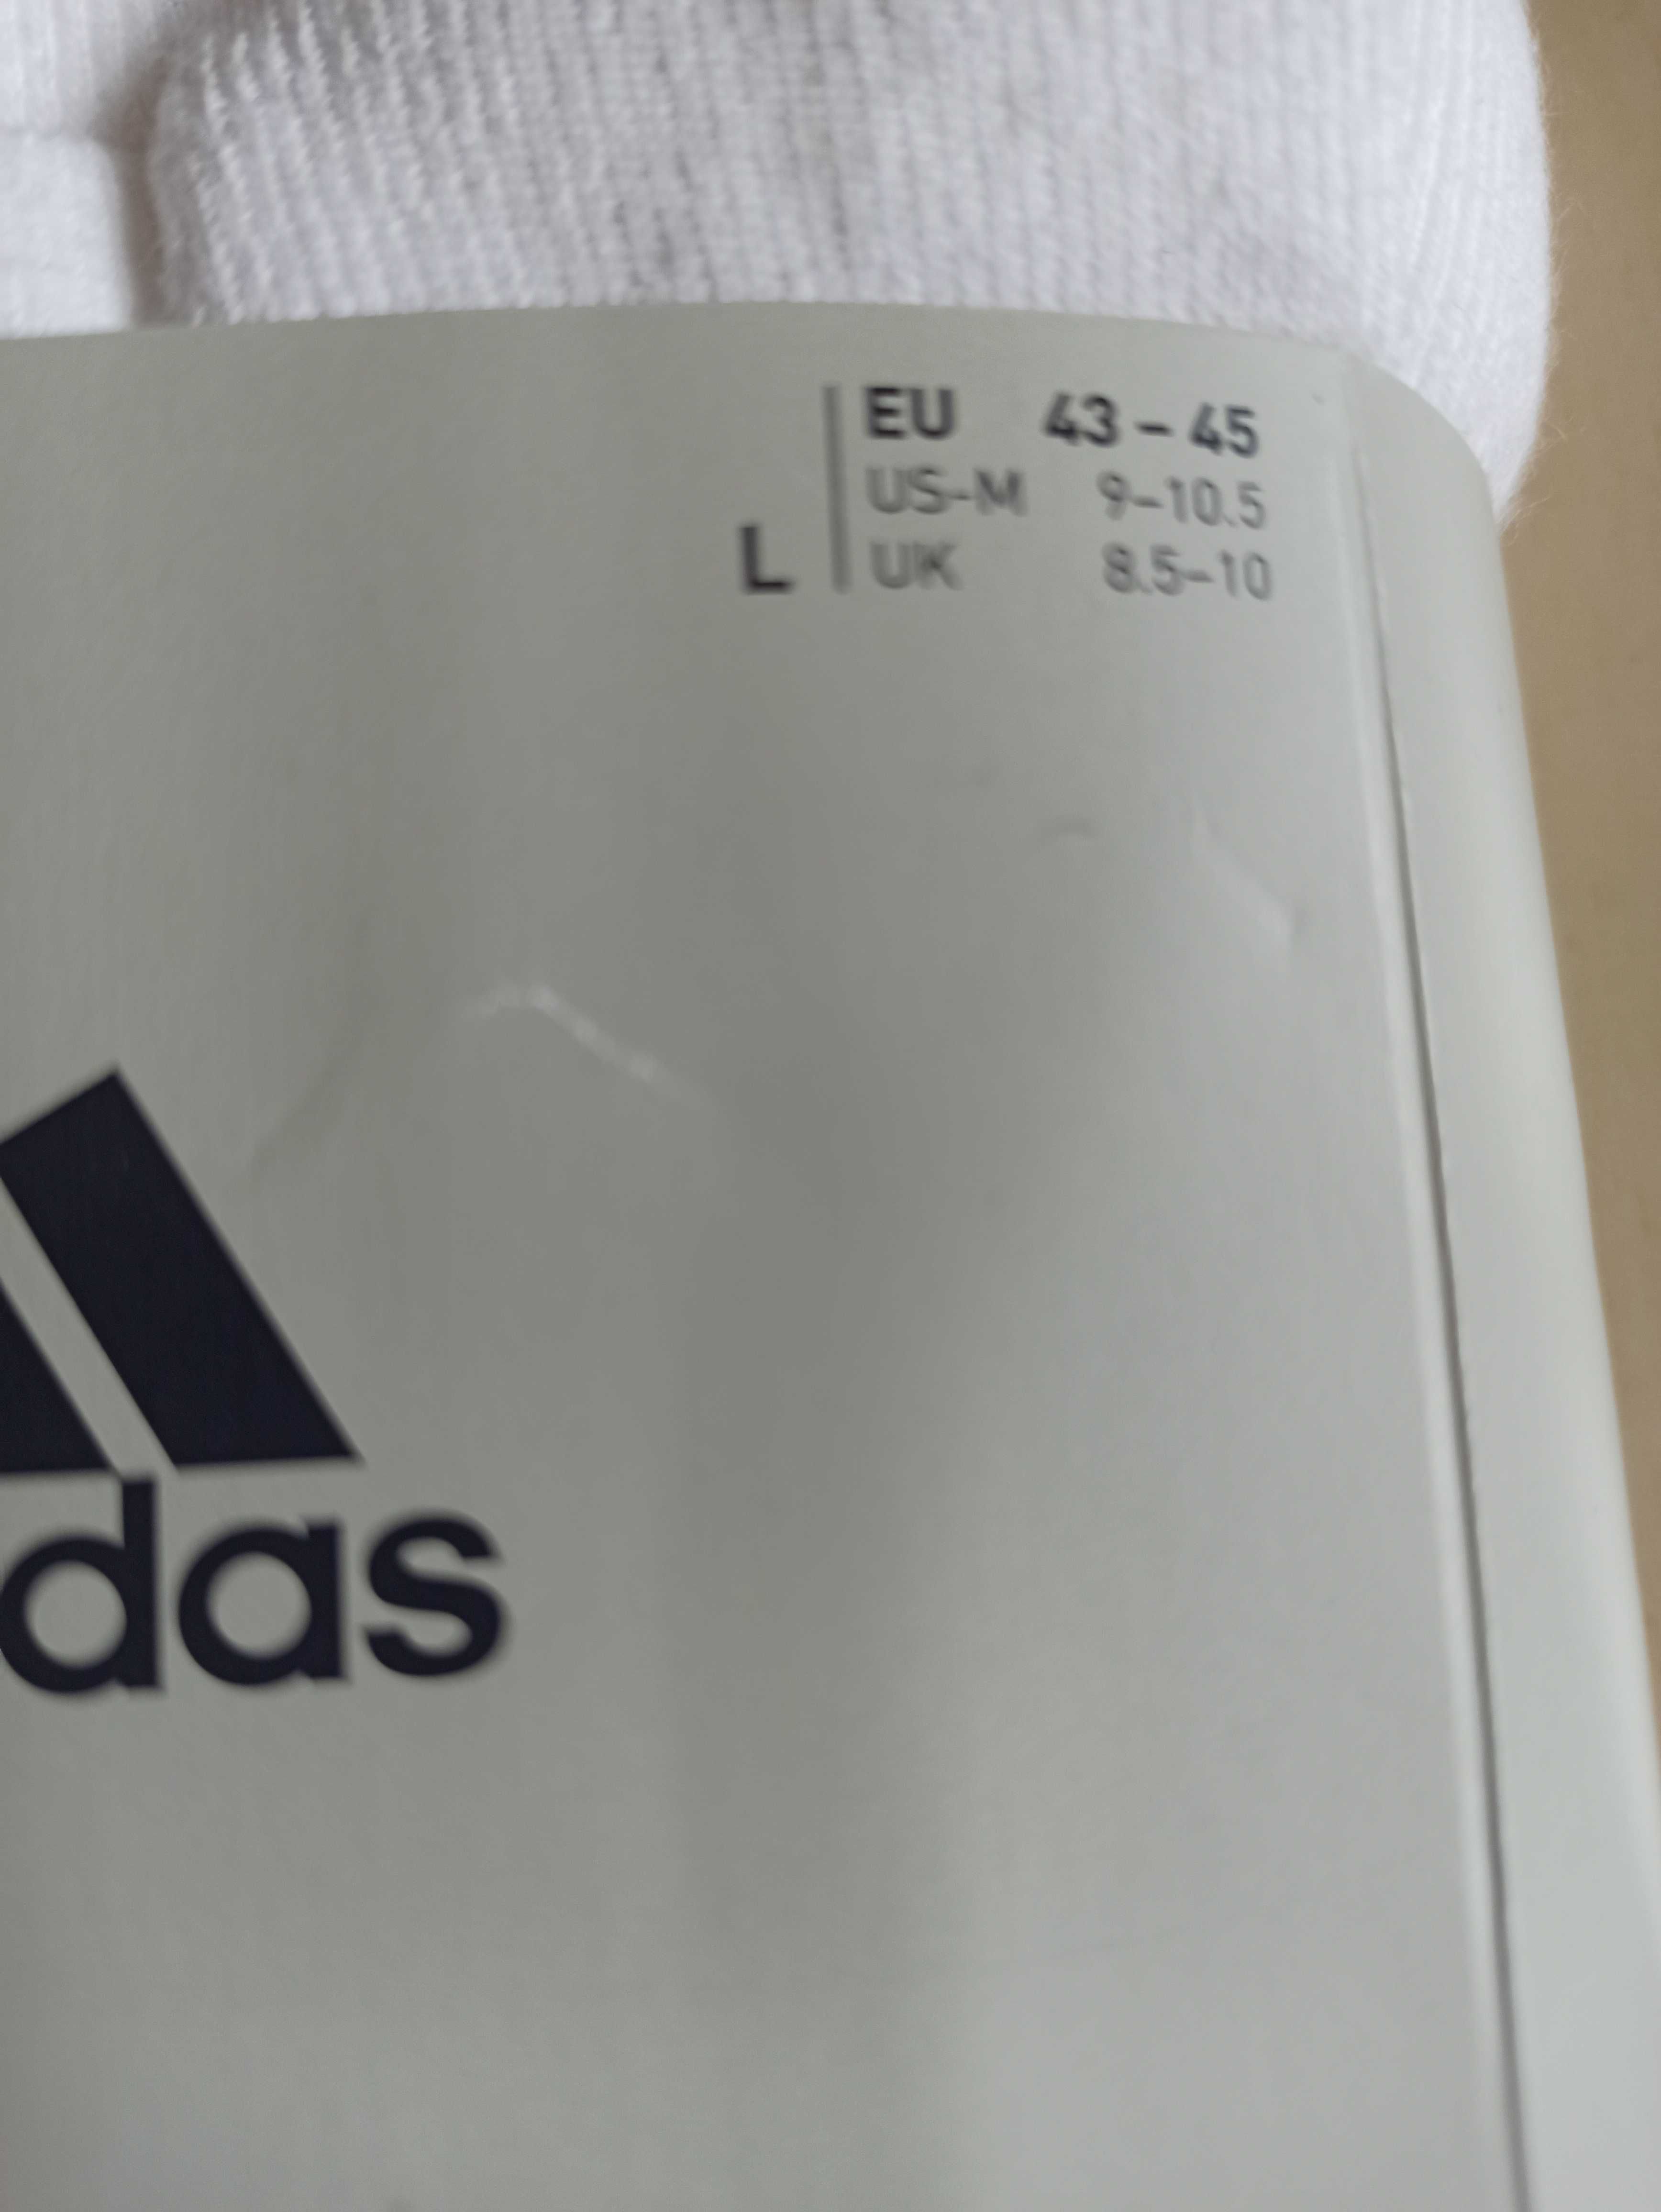 EU 43 – 45
US-M 9–10.5
L UK 8.5–10
das